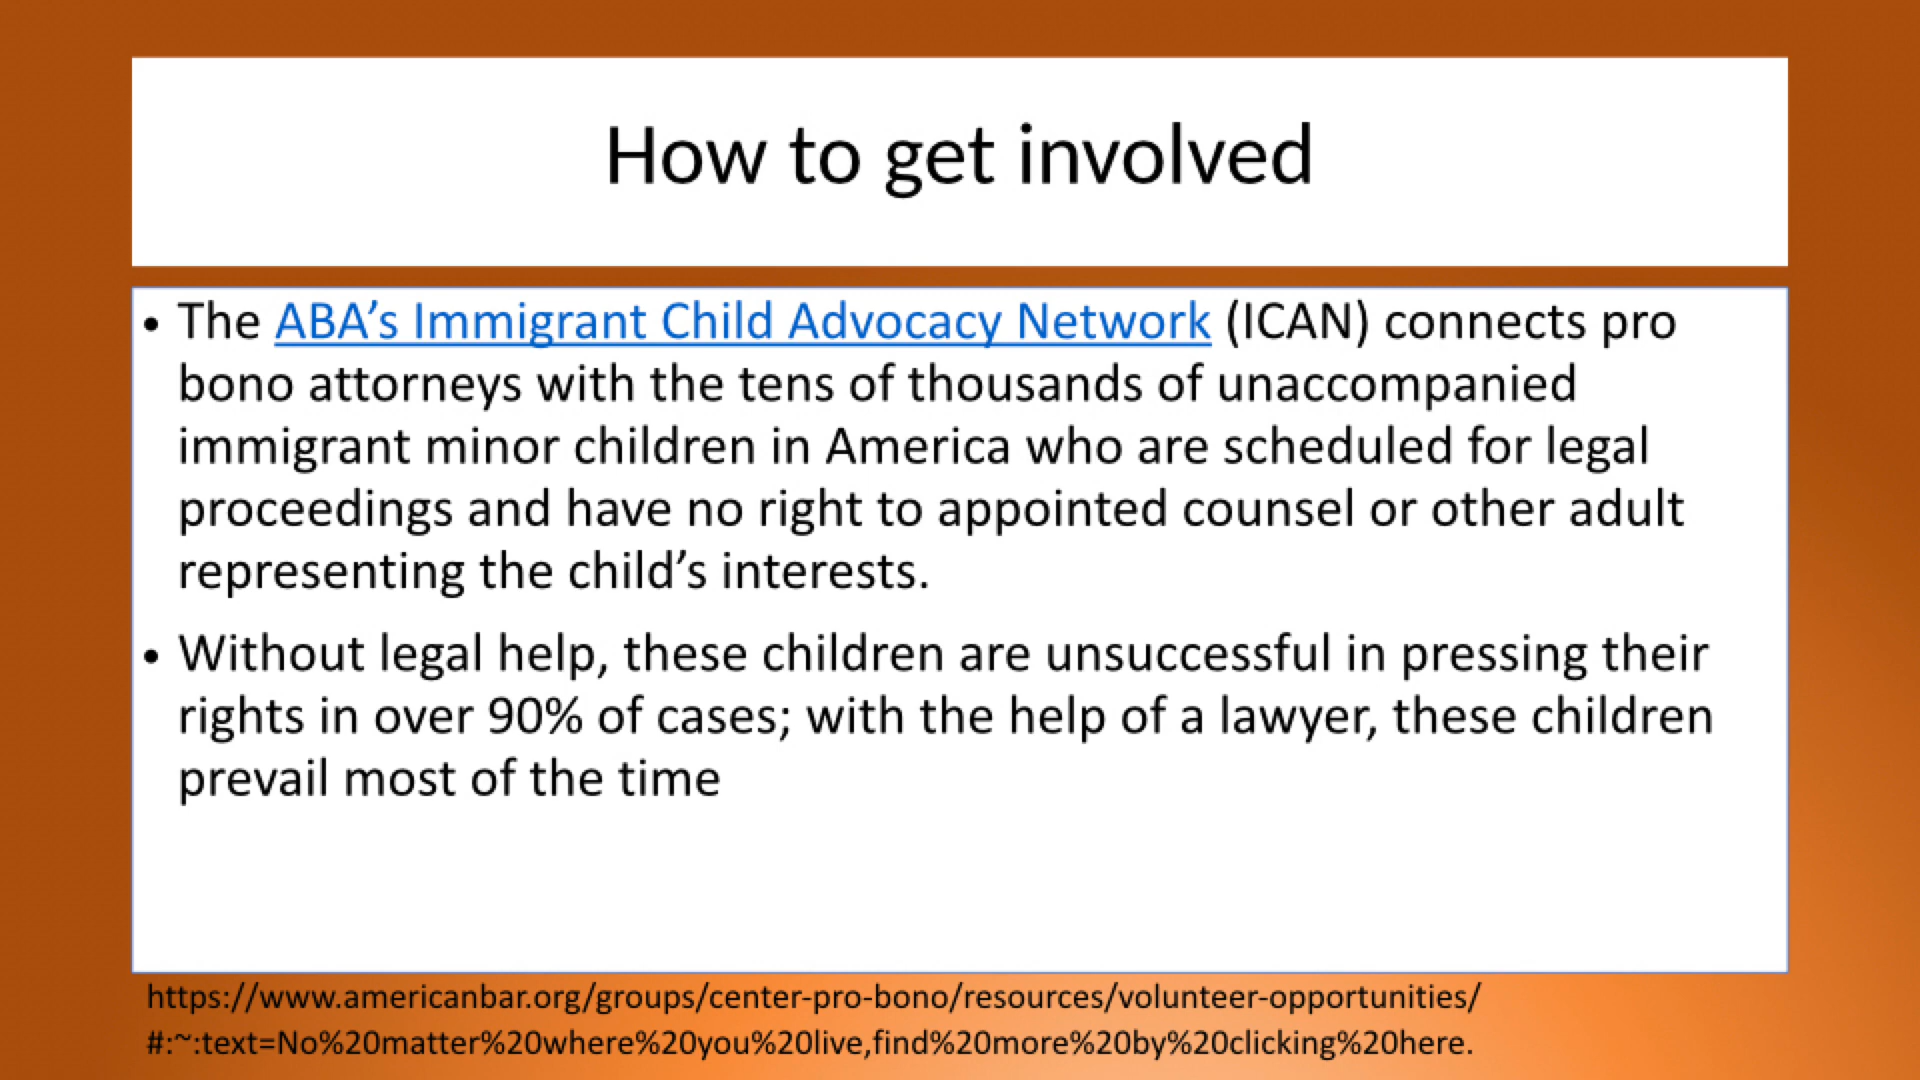 How to get involved
• The ABA’s Immigrant Child Advocacy Network (ICAN) connects pro
bono attorneys with the tens of thousands of unaccompanied
immigrant minor children in America who are scheduled for legal
proceedings and have no right to appointed counsel or other adult
representing the child’s interests.
• Without legal help, these children are unsuccessful in pressing their
rights in over 90% of cases; with the help of a lawyer, these children
prevail most of the time
https://www.americanbar.org/groups/center-pro-bono/resources/volunteer-opportunities/
#:~:text=No%20matter%20where%20you%20live,find%20more%20by%20clicking%20here.